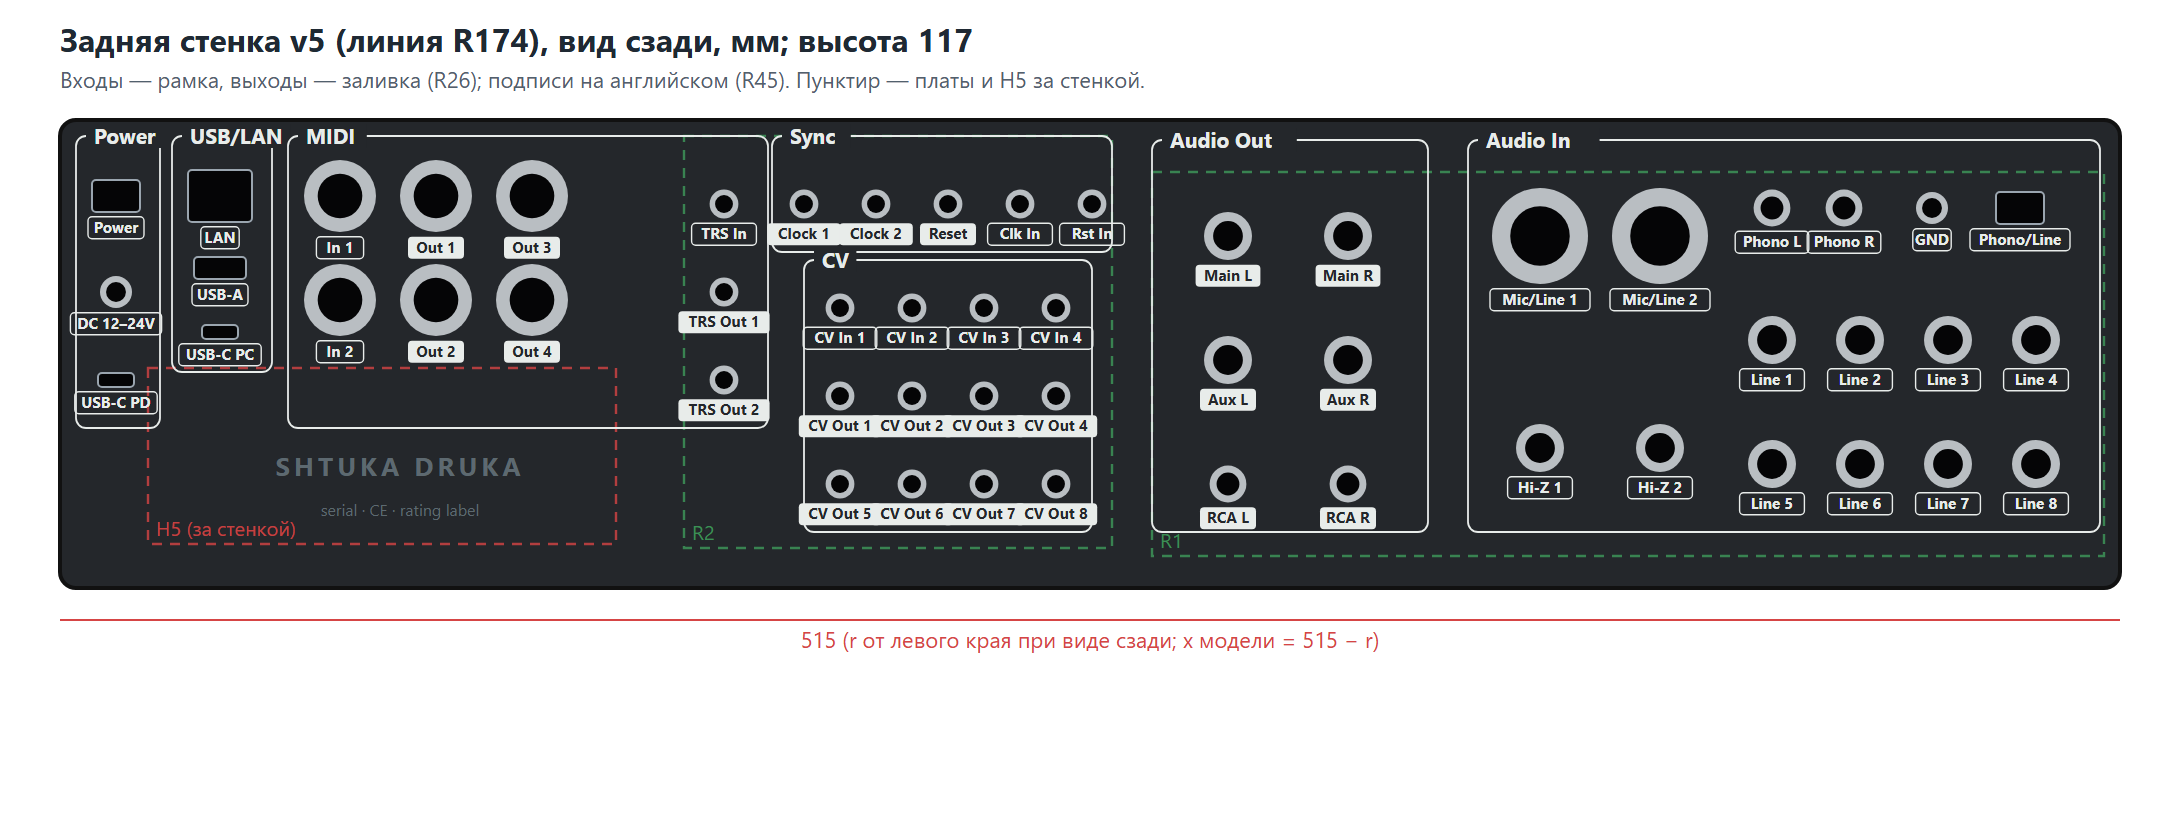 Задняя стенка v5 (линия R174), вид сзади, мм; высота 117
Входы — рамка, выходы — заливка (R26); подписи на английском (R45). Пунктир — платы и H5 за стенкой.
Power
USB/LAN
MIDI
Sync
Audio Out
Audio In
Power
LAN
USB-A
DC 12–24V
USB-C PC
USB-C PD
In 1
Out 1
Out 3
In 2
Out 2
Out 4
TRS In
TRS Out 1
TRS Out 2
Clock 1
Clock 2
Reset
Clk In
Rst In
CV
CV In 1
CV In 2
CV In 3
CV In 4
CV Out 1
CV Out 2
CV Out 3
CV Out 4
CV Out 5
CV Out 6
CV Out 7
CV Out 8
Main L
Main R
Aux L
Aux R
RCA L
RCA R
Mic/Line 1
Mic/Line 2
Phono L
Phono R
GND
Phono/Line
Line 1
Line 2
Line 3
Line 4
Hi-Z 1
Hi-Z 2
Line 5
Line 6
Line 7
Line 8
SHTUKA DRUKA
serial · CE · rating label
H5 (за стенкой)
R2
R1
515 (r от левого края при виде сзади; x модели = 515 − r)